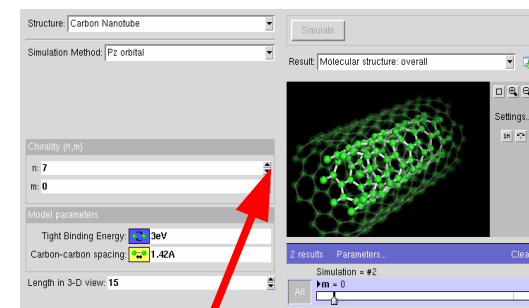 Structure: Carbon Nanotube
Simulation Method: Pz orbital
Chirality (n,m)
n: 7
m: 0
Model parameters
Tight Binding Energy: 3eV
Carbon-carbon spacing: 1.42A
Length in 3-D view: 15
Simulate
Result: Molecular structure: overall
Settings...
2 results Parameters... Clea
Simulation = #2
All
m = 0